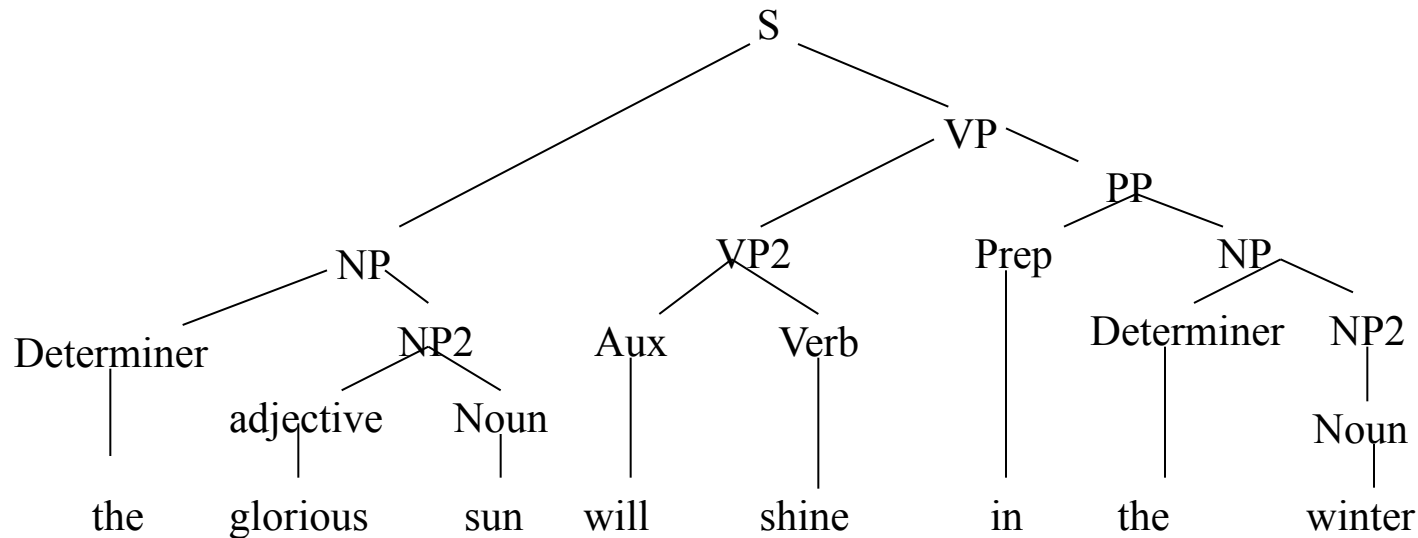 S
VP
PP
NP VP2 Prep NP
Determiner NP2 Aux Verb Determiner NP2
adjective Noun Noun
the glorious sun will shine in the winter